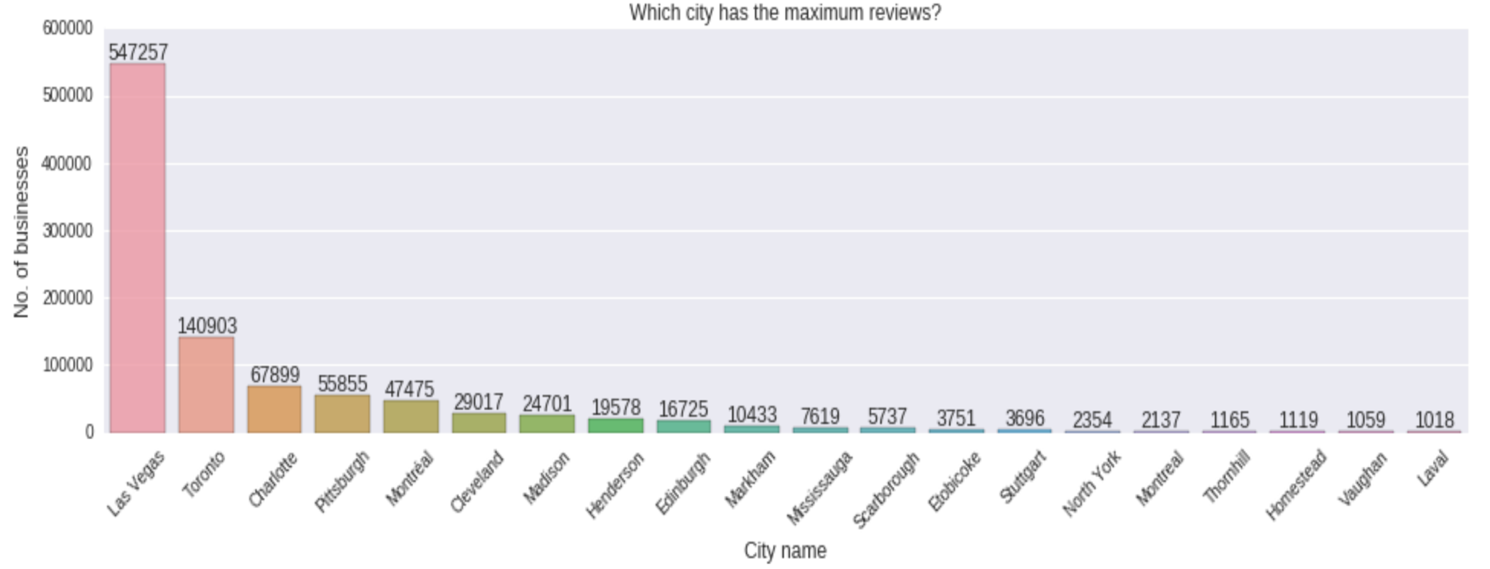 Which city has the maximum reviews?
600000
500000
400000
300000
200000
100000
0
No. of businesses
547257
140903
67899
55855
47475
29017
24701
19578
16725
10433
7619
5737
3751
3696
2354
2137
1165
1119
1059
1018
Las Vegas
Toronto
Charlotte
Pittsburgh
Montréal
Cleveland
Madison
Henderson
Edinburgh
Markham
Mississauga
Scarborough
Etobicoke
Stuttgart
North York
Montreal
Thornhill
Homestead
Vaughan
Laval
City name